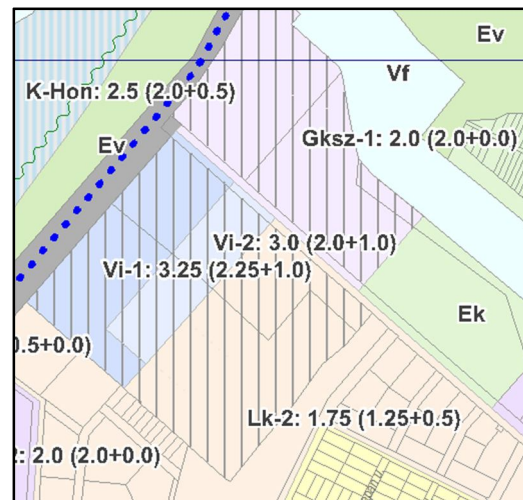 Ev
Vf
K-Hon: 2.5 (2.0+0.5)
Gksz-1: 2.0 (2.0+0.0)
Ev
Vi-2: 3.0 (2.0+1.0)
Vi-1: 3.25 (2.25+1.0)
Ek
0.5+0.0)
Lk-2: 1.75 (1.25+0.5)
: 2.0 (2.0+0.0)